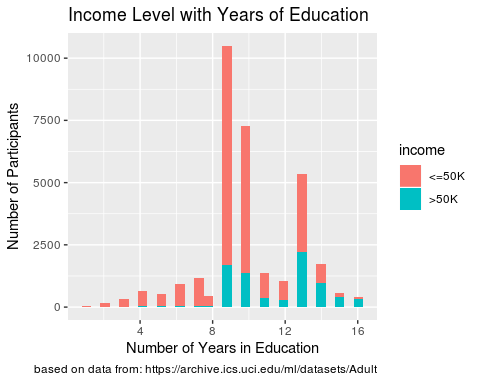 Income Level with Years of Education
Number of Participants
10000
7500
5000
2500
0
4 8 12 16
Number of Years in Education
income
<=50K
>50K
based on data from: https://archive.ics.uci.edu/ml/datasets/Adult